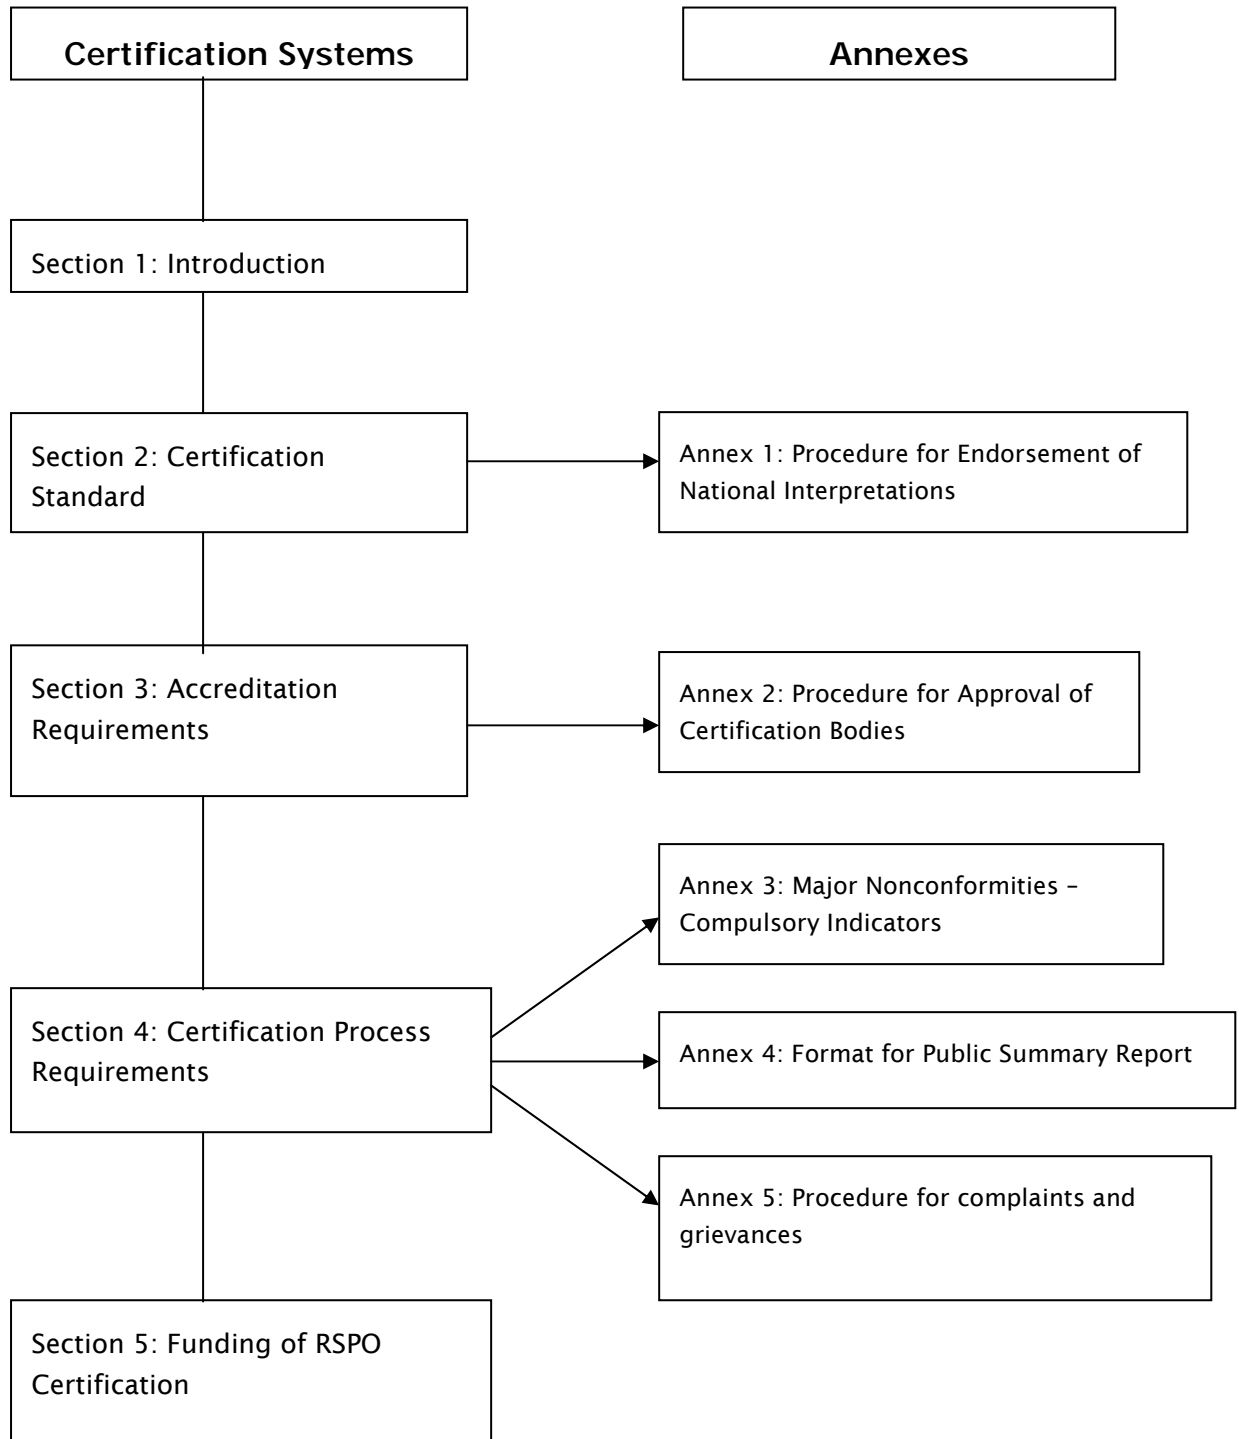 Certification Systems
Annexes
Section 1: Introduction
Section 2: Certification
Standard
Annex 1: Procedure for Endorsement of
National Interpretations
Section 3: Accreditation
Requirements
Annex 2: Procedure for Approval of
Certification Bodies
Annex 3: Major Nonconformities –
Compulsory Indicators
Section 4: Certification Process
Requirements
Annex 4: Format for Public Summary Report
Annex 5: Procedure for complaints and
grievances
Section 5: Funding of RSPO
Certification